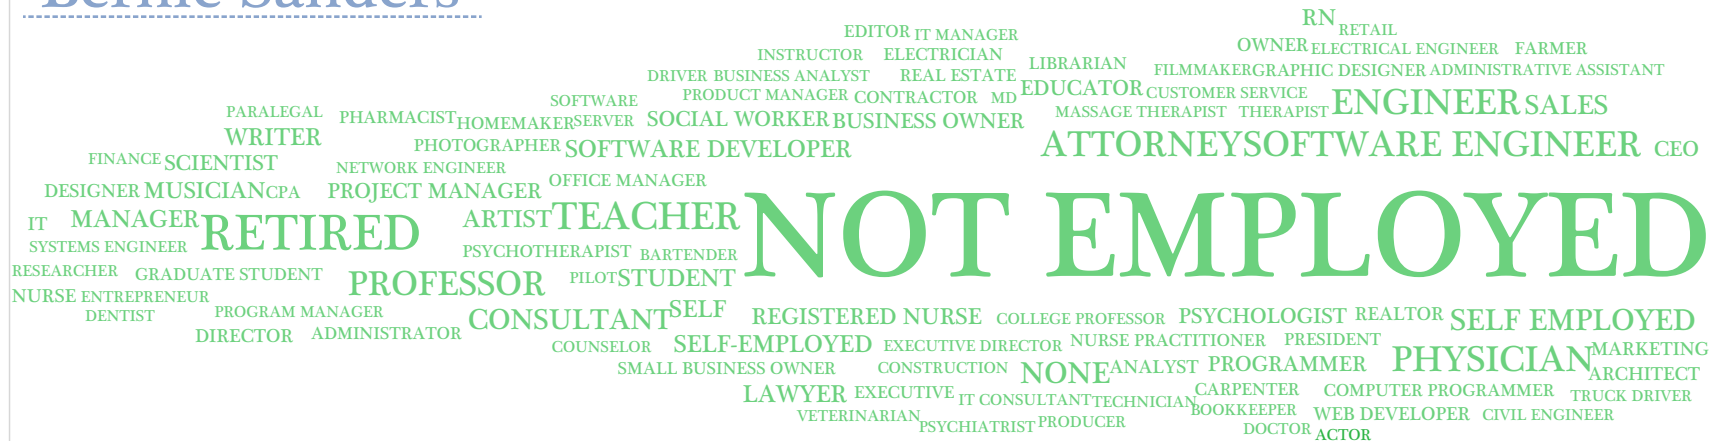 Bernie Sanders
RN
RETAIL
EDITOR IT MANAGER
OWNER ELECTRICAL ENGINEER FARMER
INSTRUCTOR ELECTRICIAN
LIBRARIAN
FILMMAKER GRAPHIC DESIGNER ADMINISTRATIVE ASSISTANT
DRIVER BUSINESS ANALYST REAL ESTATE
EDUCATOR CUSTOMER SERVICE
PRODUCT MANAGER CONTRACTOR MD
SOFTWARE
ENGINEER SALES
MASSAGE THERAPIST THERAPIST
PARALEGAL PHARMACIST HOMEMAKER SERVER SOCIAL WORKER BUSINESS OWNER
WRITER
PHOTOGRAPHER SOFTWARE DEVELOPER
ATTORNEY SOFTWARE ENGINEER CEO
FINANCE SCIENTIST
NETWORK ENGINEER
OFFICE MANAGER
DESIGNER MUSICIAN CPA PROJECT MANAGER
IT MANAGER RETIRED ARTIST TEACHER NOT EMPLOYED
SYSTEMS ENGINEER
PSYCHOTHERAPIST BARTENDER
RESEARCHER GRADUATE STUDENT
PROFESSOR PILOT STUDENT
NURSE ENTREPRENEUR
DENTIST PROGRAM MANAGER
CONSULTANT SELF REGISTERED NURSE COLLEGE PROFESSOR PSYCHOLOGIST REALTOR SELF EMPLOYED
DIRECTOR ADMINISTRATOR
COUNSELOR SELF-EMPLOYED EXECUTIVE DIRECTOR NURSE PRACTITIONER PRESIDENT
PHYSICIAN MARKETING
SMALL BUSINESS OWNER CONSTRUCTION NONE ANALYST PROGRAMMER
ARCHITECT
LAWYER EXECUTIVE IT CONSULTANT TECHNICIAN CARPENTER COMPUTER PROGRAMMER TRUCK DRIVER
VETERINARIAN BOOKKEEPER WEB DEVELOPER CIVIL ENGINEER
PSYCHIATRIST PRODUCER
DOCTOR ACTOR